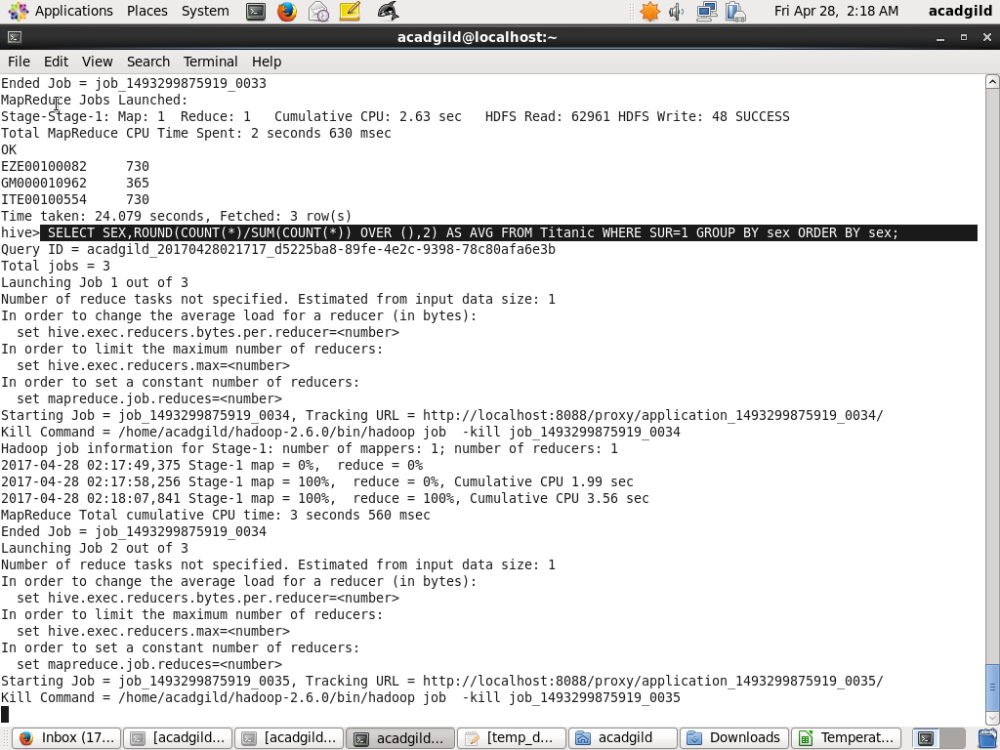 Applications Places System Fri Apr 28, 2:18 AM acadgild
acadgild@localhost:~
File Edit View Search Terminal Help
Ended Job = job_1493299875919_0033
MapReduce Jobs Launched:
Stage-Stage-1: Map: 1  Reduce: 1   Cumulative CPU: 2.63 sec   HDFS Read: 62961 HDFS Write: 48 SUCCESS
Total MapReduce CPU Time Spent: 2 seconds 630 msec
OK
EZE00100082     730
GM000010962     365
ITE00100554     730
Time taken: 24.079 seconds, Fetched: 3 row(s)
hive> SELECT SEX,ROUND(COUNT(*)/SUM(COUNT(*)) OVER (),2) AS AVG FROM Titanic WHERE SUR=1 GROUP BY sex ORDER BY sex;
Query ID = acadgild_20170428021717_d5225ba8-89fe-4e2c-9398-78c80afa6e3b
Total jobs = 3
Launching Job 1 out of 3
Number of reduce tasks not specified. Estimated from input data size: 1
In order to change the average load for a reducer (in bytes):
  set hive.exec.reducers.bytes.per.reducer=<number>
In order to limit the maximum number of reducers:
  set hive.exec.reducers.max=<number>
In order to set a constant number of reducers:
  set mapreduce.job.reduces=<number>
Starting Job = job_1493299875919_0034, Tracking URL = http://localhost:8088/proxy/application_1493299875919_0034/
Kill Command = /home/acadgild/hadoop-2.6.0/bin/hadoop job  -kill job_1493299875919_0034
Hadoop job information for Stage-1: number of mappers: 1; number of reducers: 1
2017-04-28 02:17:49,375 Stage-1 map = 0%,  reduce = 0%
2017-04-28 02:17:58,256 Stage-1 map = 100%,  reduce = 0%, Cumulative CPU 1.99 sec
2017-04-28 02:18:07,841 Stage-1 map = 100%,  reduce = 100%, Cumulative CPU 3.56 sec
MapReduce Total cumulative CPU time: 3 seconds 560 msec
Ended Job = job_1493299875919_0034
Launching Job 2 out of 3
Number of reduce tasks not specified. Estimated from input data size: 1
In order to change the average load for a reducer (in bytes):
  set hive.exec.reducers.bytes.per.reducer=<number>
In order to limit the maximum number of reducers:
  set hive.exec.reducers.max=<number>
In order to set a constant number of reducers:
  set mapreduce.job.reduces=<number>
Starting Job = job_1493299875919_0035, Tracking URL = http://localhost:8088/proxy/application_1493299875919_0035/
Kill Command = /home/acadgild/hadoop-2.6.0/bin/hadoop job  -kill job_1493299875919_0035
Inbox (17... [acadgild... [acadgild... acadgild... [temp_d... acadgild Downloads Temperat...